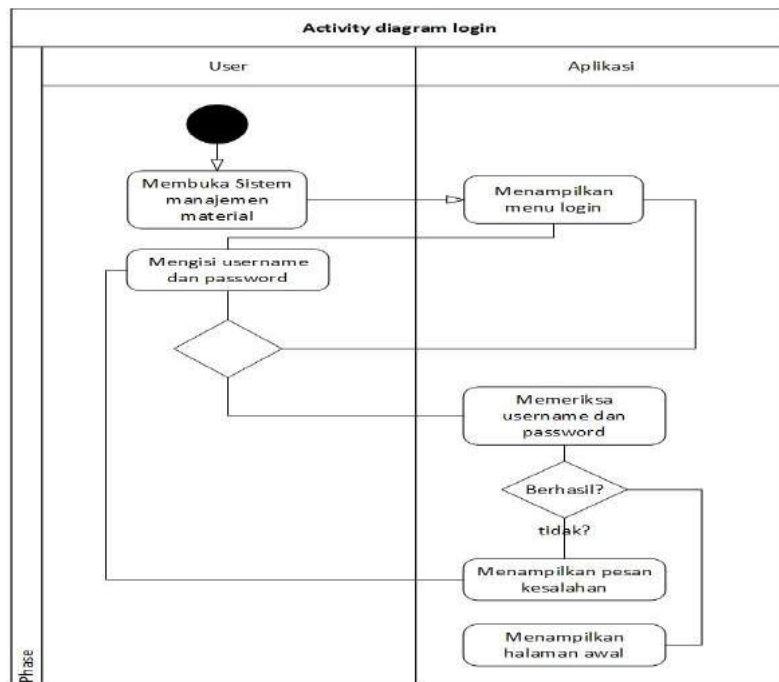 Activity diagram login
User
Aplikasi
Membuka Sistem
manajemen
material
Menampilkan
menu login
Mengisi username
dan password
Memeriksa
username dan
password
Berhasil?
tidak?
Menampilkan pesan
kesalahan
Menampilkan
halaman awal
Phase